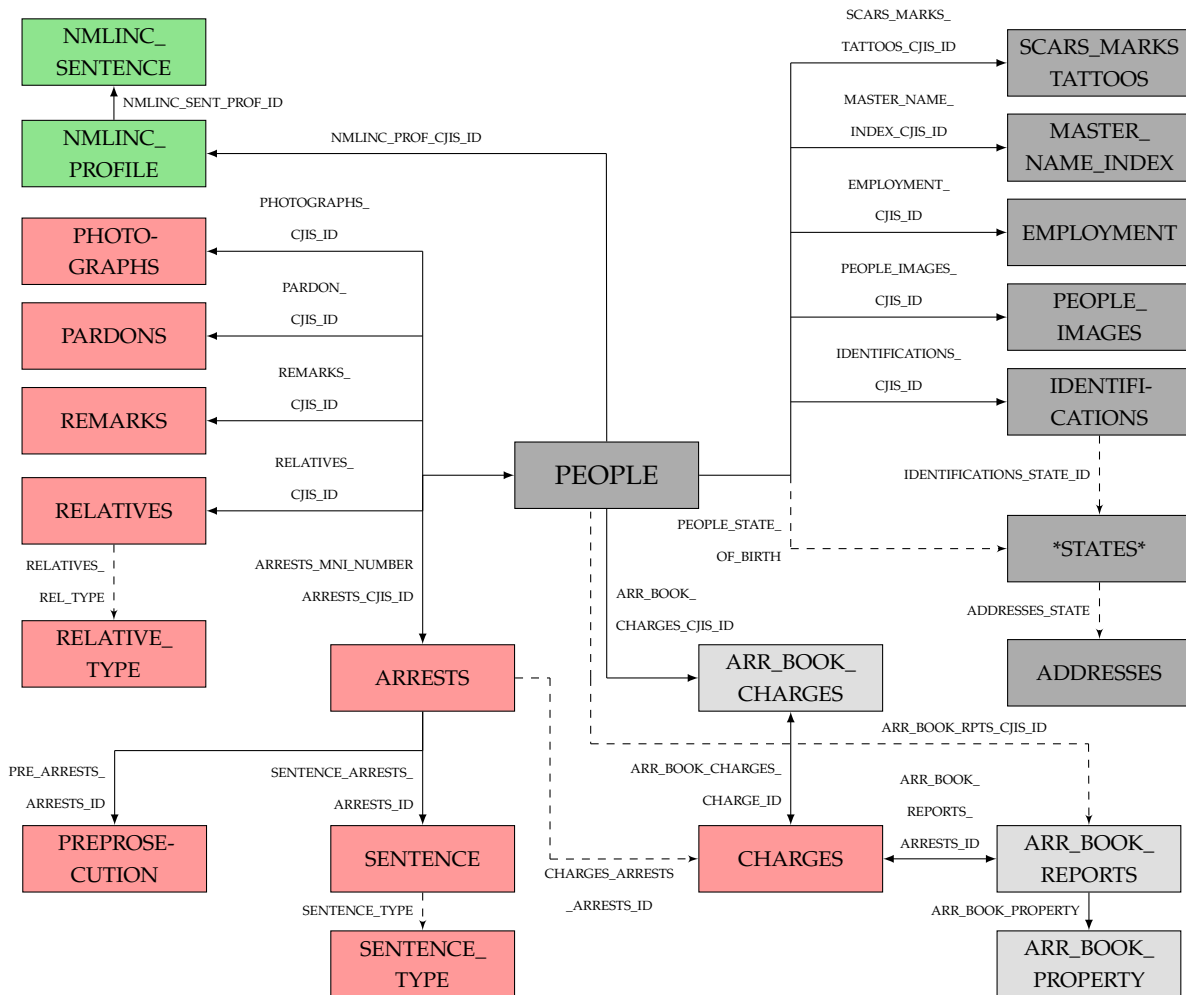 NMLINC_
SENTENCE
NMLINC_SENT_PROF_ID
NMLINC_
PROFILE
NMLINC_PROF_CJIS_ID
PHOTOGRAPHS_
CJIS_ID
PHOTO-
GRAPHS
PARDON_
CJIS_ID
PARDONS
REMARKS_
CJIS_ID
REMARKS
RELATIVES_
CJIS_ID
RELATIVES
RELATIVES_
REL_TYPE
RELATIVE_
TYPE
SCARS_MARKS_
TATTOOS_CJIS_ID
SCARS_MARKS
TATTOOS
MASTER_NAME_
INDEX_CJIS_ID
MASTER_
NAME_INDEX
EMPLOYMENT_
CJIS_ID
EMPLOYMENT
PEOPLE_IMAGES_
CJIS_ID
PEOPLE_
IMAGES
IDENTIFICATIONS_
CJIS_ID
IDENTIFI-
CATIONS
PEOPLE
IDENTIFICATIONS_STATE_ID
PEOPLE_STATE_
OF_BIRTH
*STATES*
ADDRESSES_STATE
ADDRESSES
ARRESTS_MNI_NUMBER
ARRESTS_CJIS_ID
ARRESTS
ARR_BOOK_
CHARGES_CJIS_ID
ARR_BOOK_
CHARGES
ARR_BOOK_RPTS_CJIS_ID
PRE_ARRESTS_
ARRESTS_ID
PREPROSE-
CUTION
SENTENCE_ARRESTS_
ARRESTS_ID
SENTENCE
SENTENCE_TYPE
SENTENCE_
TYPE
CHARGES_ARRESTS
_ARRESTS_ID
ARR_BOOK_CHARGES_
CHARGE_ID
CHARGES
ARR_BOOK_
REPORTS_
ARRESTS_ID
ARR_BOOK_
REPORTS
ARR_BOOK_PROPERTY
ARR_BOOK_
PROPERTY